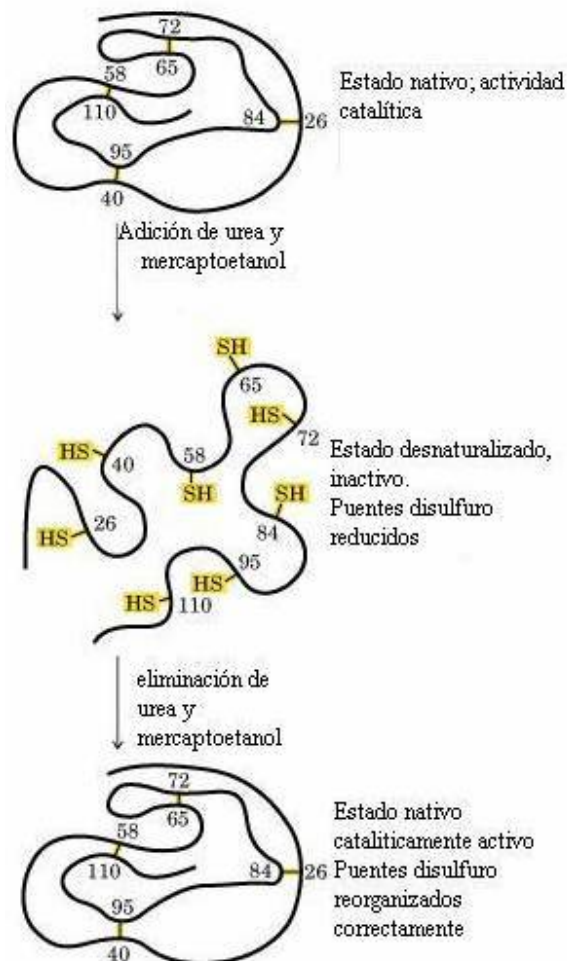 72
58
65
110
84
26
95
40
Estado nativo; actividad
catalítica
Adición de urea y
mercaptoetanol
SH
65
HS
72
HS
40
58
SH
SH
84
HS
26
95
HS
HS
110
Estado desnaturalizado,
inactivo.
Puentes disulfuro
reducidos
eliminación de
urea y
mercaptoetanol
72
58
65
110
84
26
95
40
Estado nativo
cataliticamente activo
Puentes disulfuro
reorganizados
correctamente